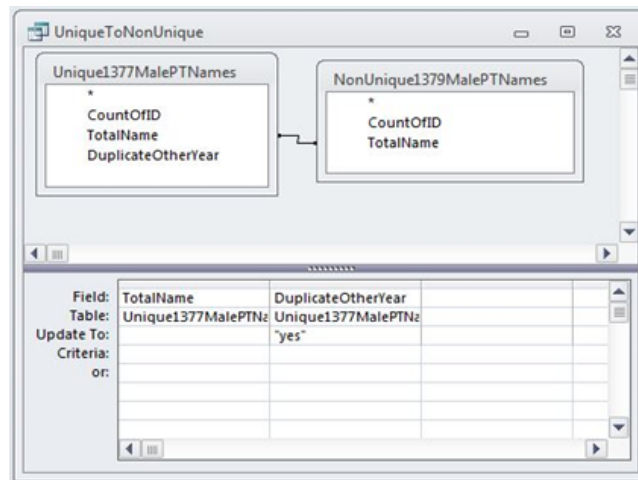 UniqueToNonUnique
Unique1377MalePTNames
*
CountOfID
TotalName
DuplicateOtherYear
NonUnique1379MalePTNames
*
CountOfID
TotalName
Field: TotalName DuplicateOtherYear
Table: Unique1377MalePTNa Unique1377MalePTNa
Update To: "yes"
Criteria:
or: